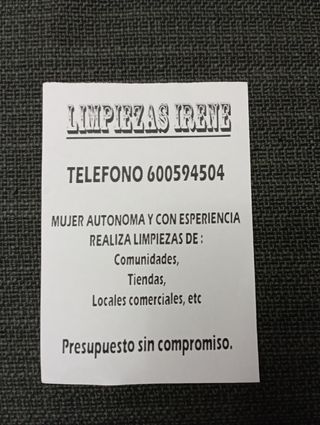 LIMPIEZAS IRENE
TELEFONO 600594504
MUJER AUTONOMA Y CON ESPERIENCIA
REALIZA LIMPIEZAS DE :
Comunidades,
Tiendas,
Locales comerciales, etc
Presupuesto sin compromiso.